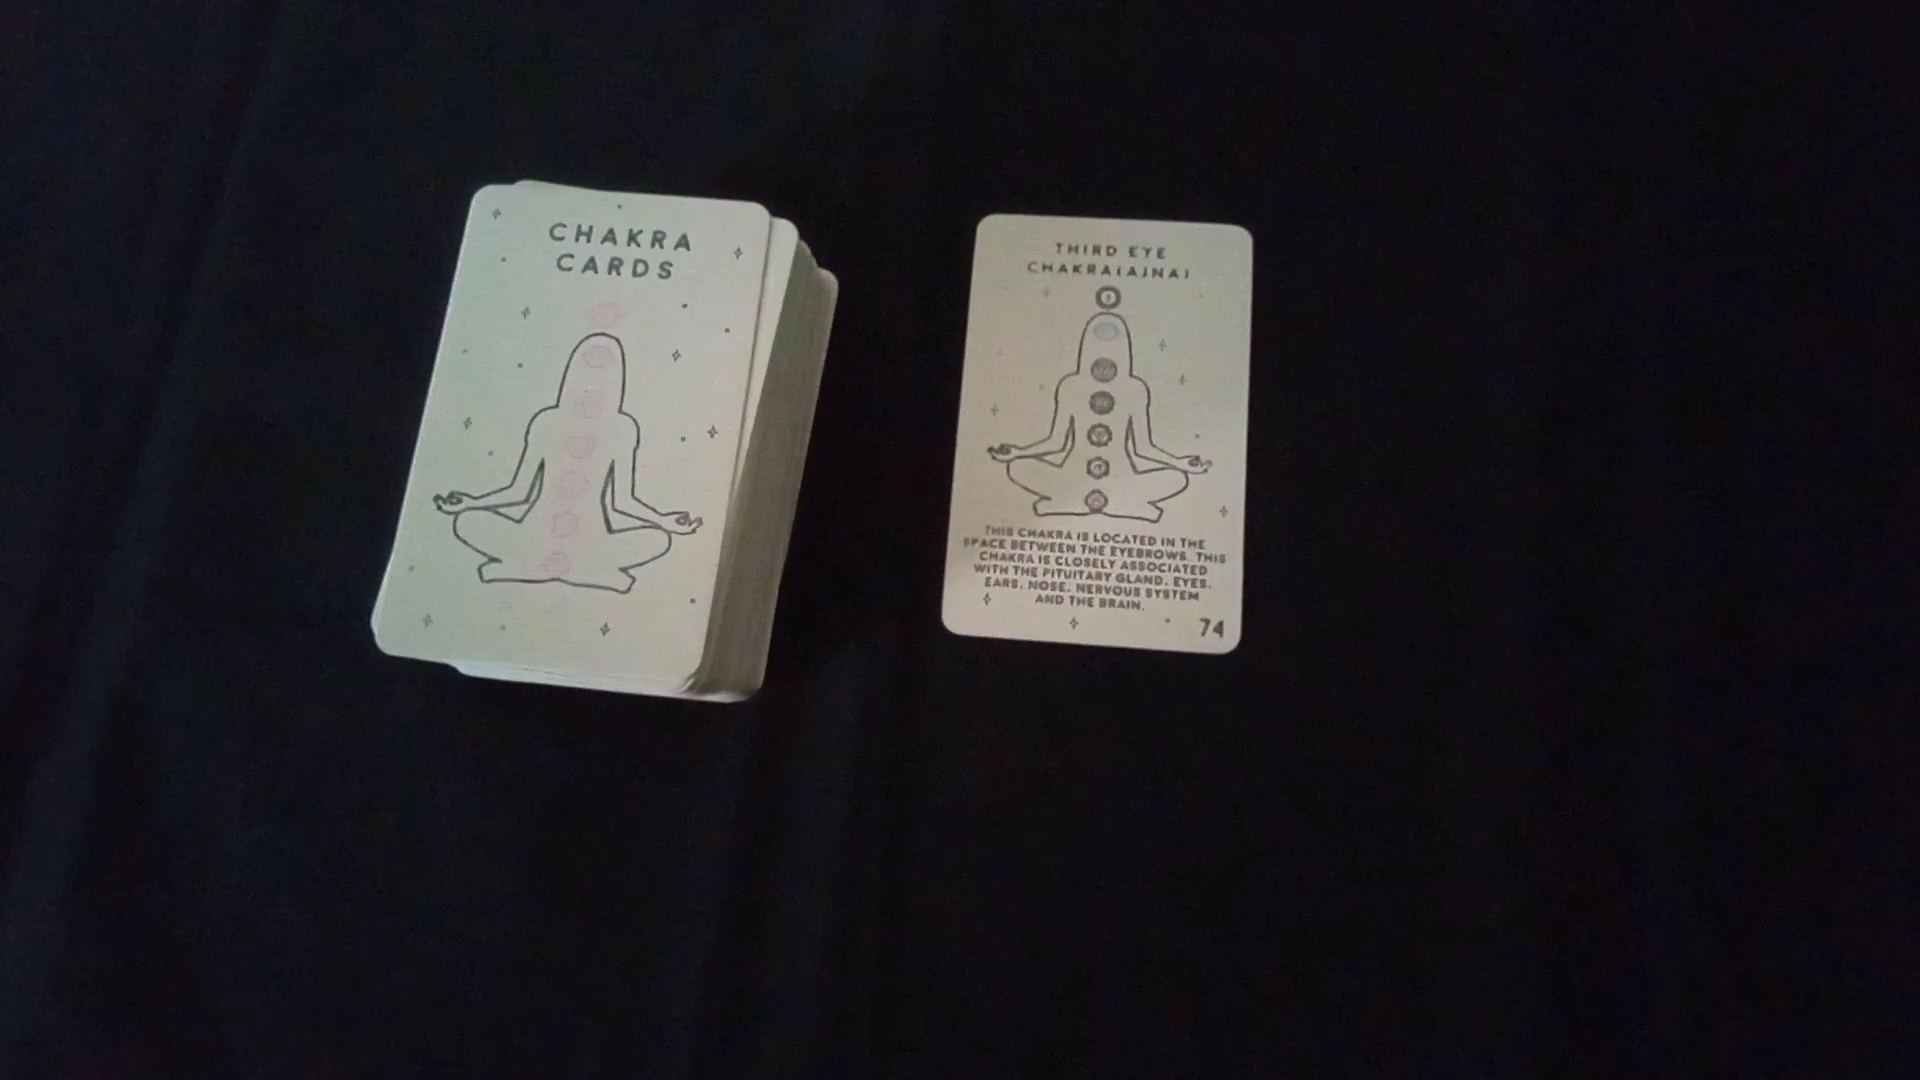 CHAKRA
CARDS
THIRD EYE
CHAKRA(AJNA)
THIS CHAKRA IS LOCATED IN THE
SPACE BETWEEN THE EYEBROWS. THIS
CHAKRA IS CLOSELY ASSOCIATED
WITH THE PITUITARY GLAND, EYES,
EARS, NOSE, NERVOUS SYSTEM
AND THE BRAIN.
74